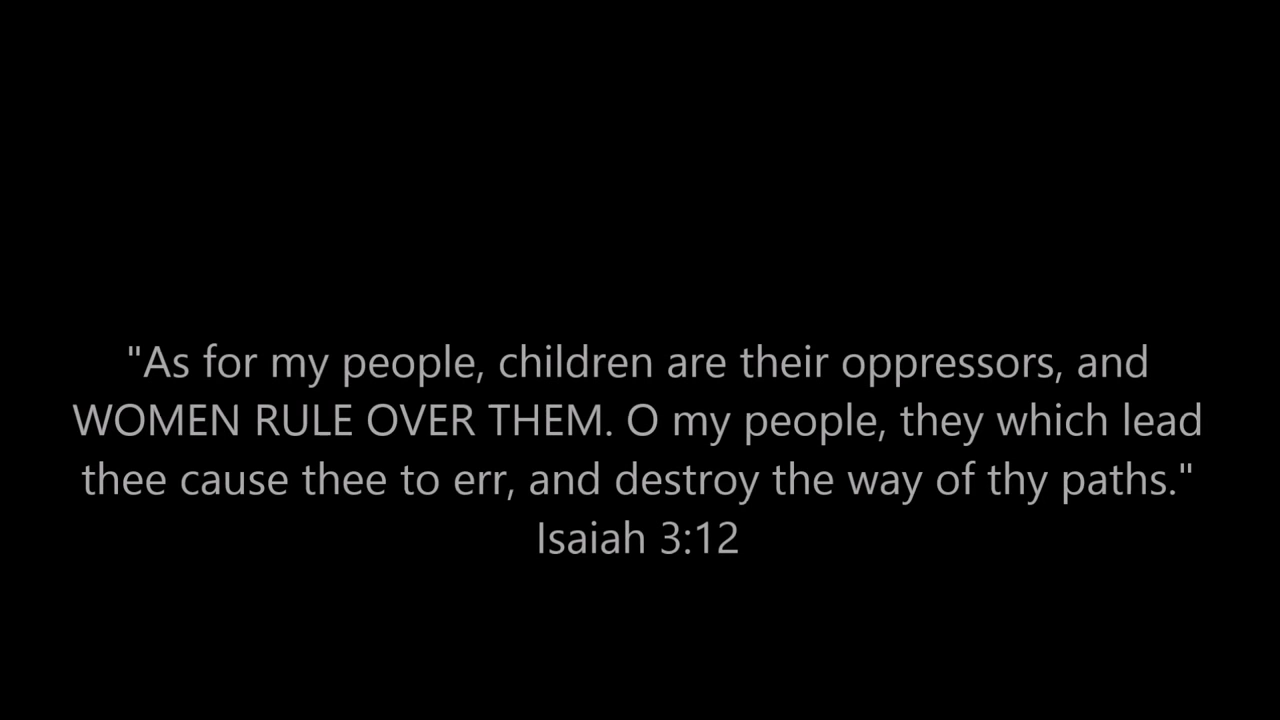 "As for my people, children are their oppressors, and
WOMEN RULE OVER THEM. O my people, they which lead
thee cause thee to err, and destroy the way of thy paths."
Isaiah 3:12